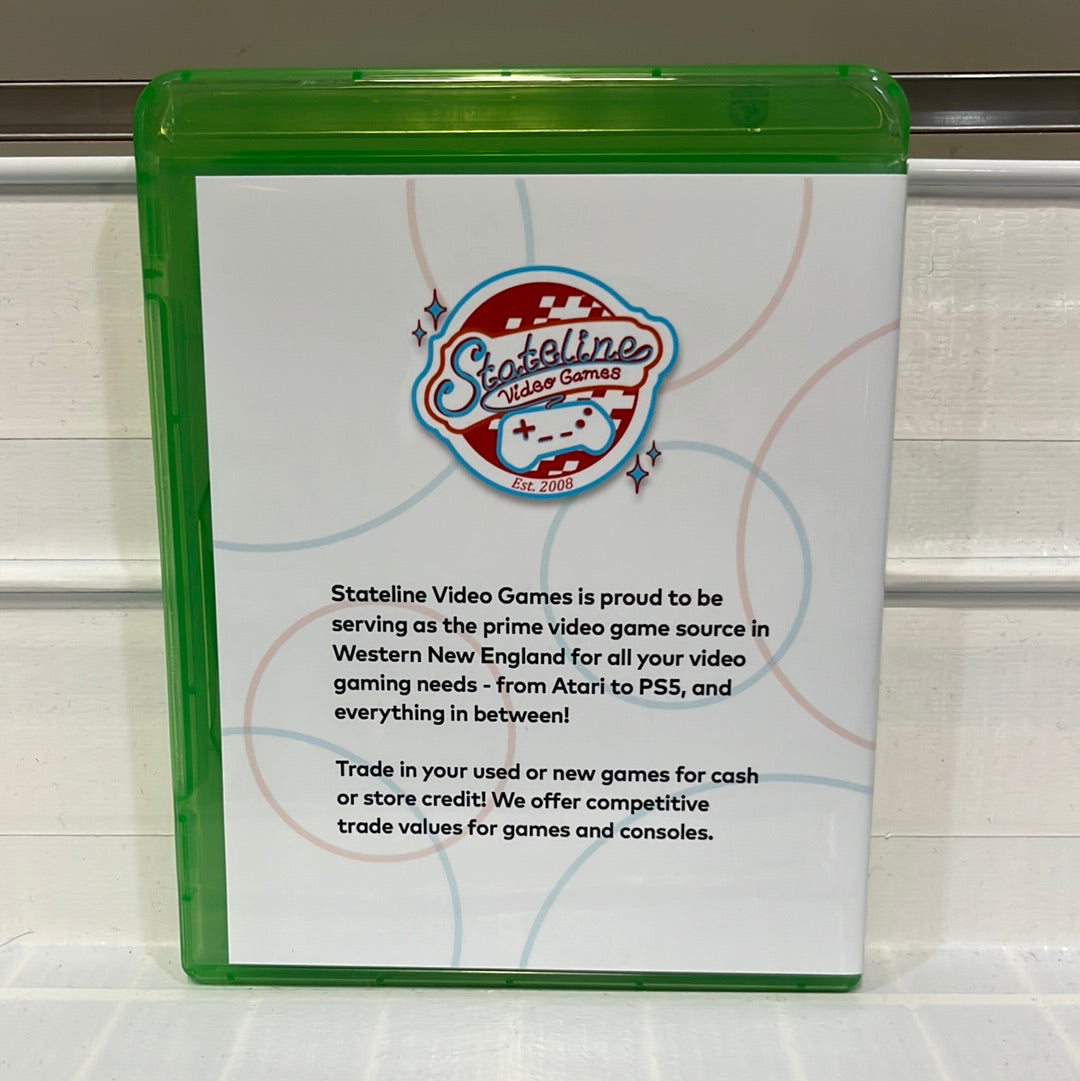 Stateline
Video Games
Est. 2008
Stateline Video Games is proud to be
serving as the prime video game source in
Western New England for all your video
gaming needs - from Atari to PS5, and
everything in between!
Trade in your used or new games for cash
or store credit! We offer competitive
trade values for games and consoles.